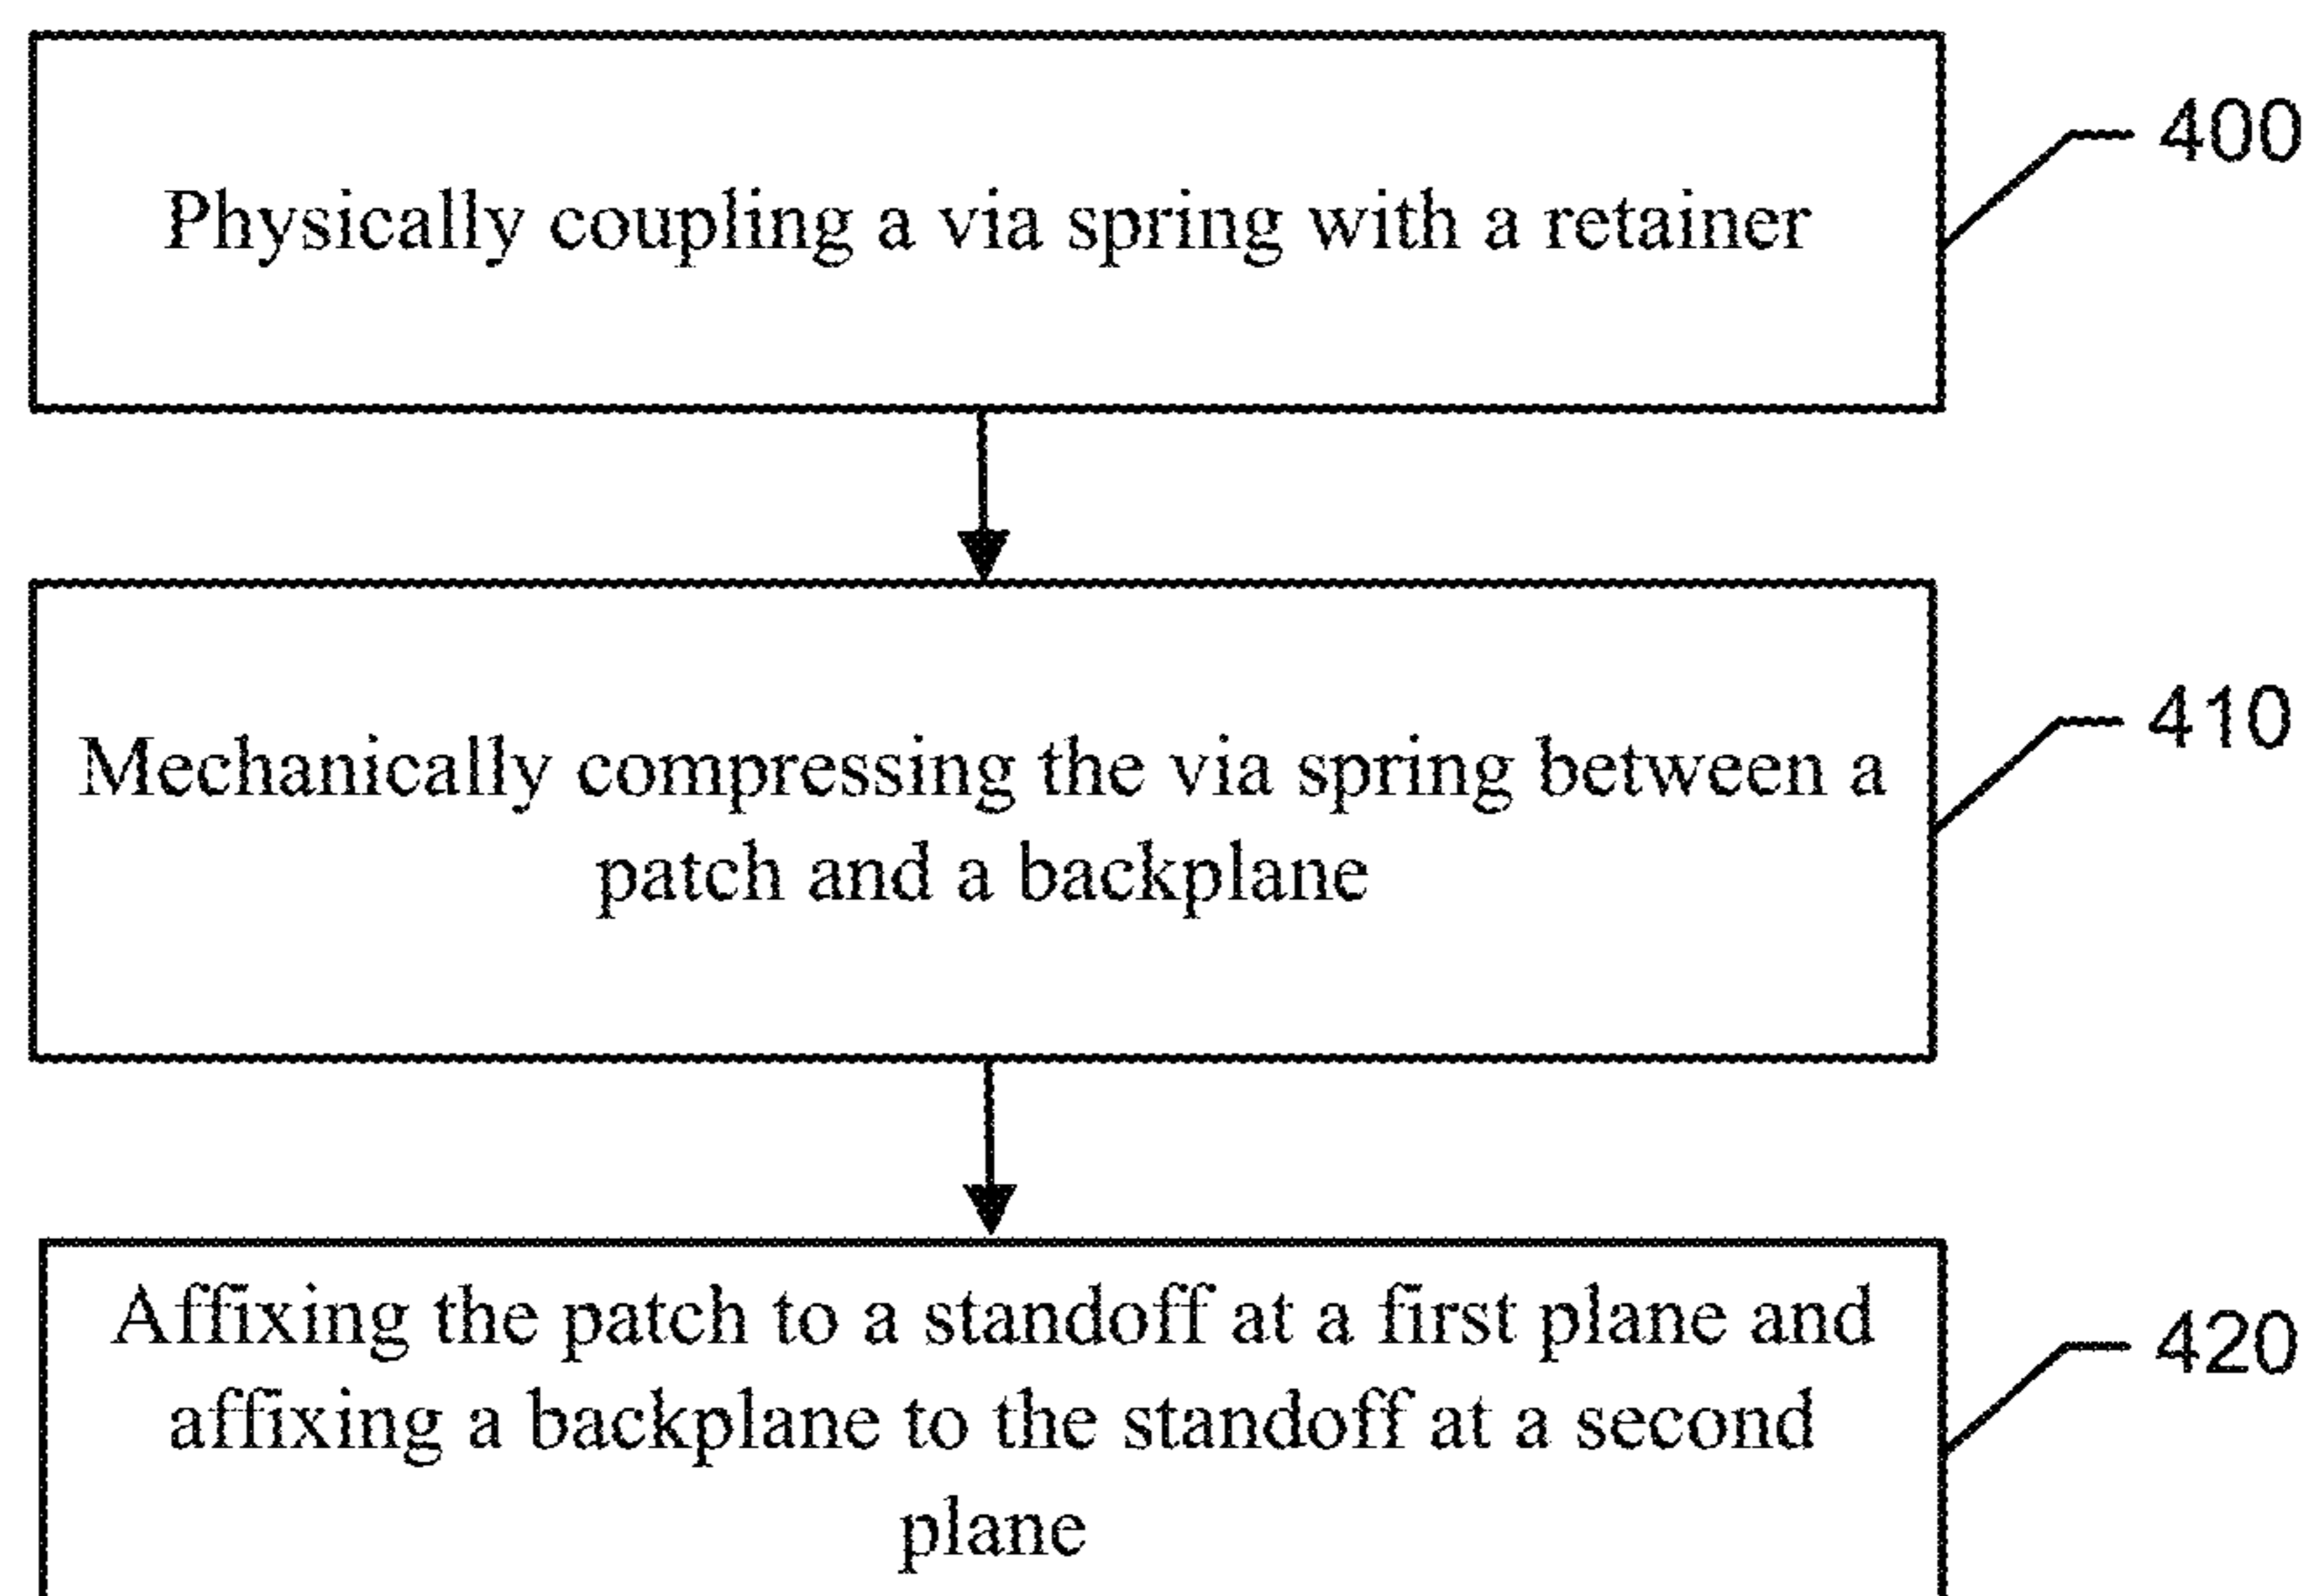 Physically coupling a via spring with a retainer
400
Mechanically compressing the via spring between a
patch and a backplane
410
Affixing the patch to a standoff at a first plane and
affixing a backplane to the standoff at a second
plane
420